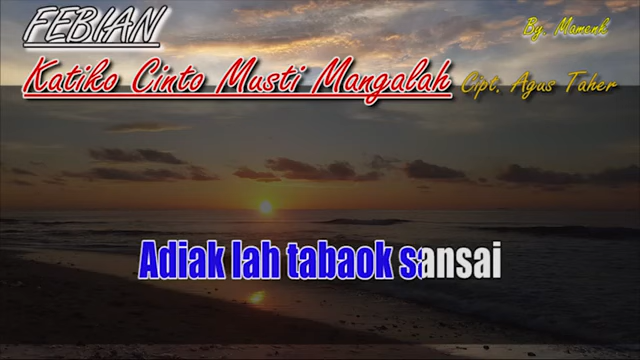 FEBIAN
By. Mamenk
Katiko Cinto Musti Mangalah
Cipt. Agus Taher
Adiak lah tabaok sansai